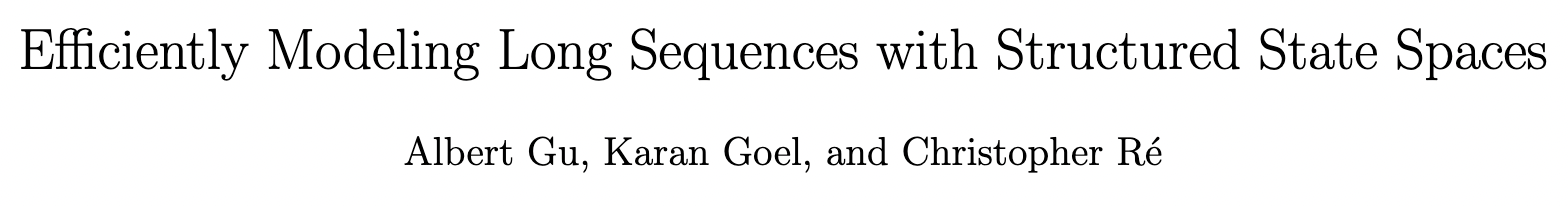 Efficiently Modeling Long Sequences with Structured State Spaces
Albert Gu, Karan Goel, and Christopher Ré